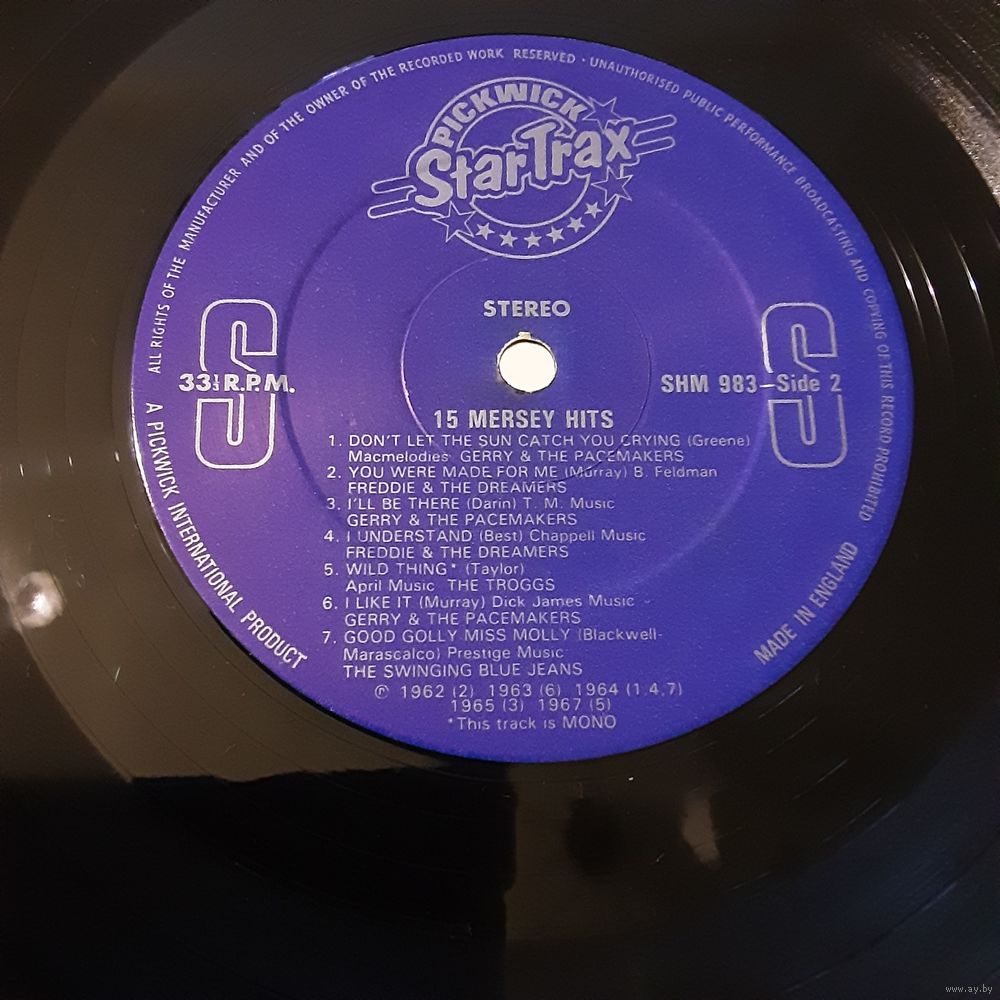 ALL RIGHTS OF THE MANUFACTURER AND OF THE OWNER OF THE RECORDED WORK RESERVED · UNAUTHORISED PUBLIC PERFORMANCE BROADCASTING AND COPYING OF THIS RECORD PROHIBITED
PICKWICK
StarTrax
STEREO
S S
33⅓ R.P.M.
SHM 983–Side 2
15 MERSEY HITS
1. DON'T LET THE SUN CATCH YOU CRYING (Greene)
Macmelodies GERRY & THE PACEMAKERS
2. YOU WERE MADE FOR ME (Murray) B. Feldman
FREDDIE & THE DREAMERS
3. I'LL BE THERE (Darin) T. M. Music
GERRY & THE PACEMAKERS
4. I UNDERSTAND (Best) Chappell Music
FREDDIE & THE DREAMERS
5. WILD THING* (Taylor)
April Music THE TROGGS
6. I LIKE IT (Murray) Dick James Music
GERRY & THE PACEMAKERS
7. GOOD GOLLY MISS MOLLY (Blackwell-
Marascalco) Prestige Music
THE SWINGING BLUE JEANS
℗ 1962 (2) 1963 (6) 1964 (1.4,7)
1965 (3) 1967 (5)
*This track is MONO
A PICKWICK INTERNATIONAL PRODUCT
MADE IN ENGLAND
www.ay.by